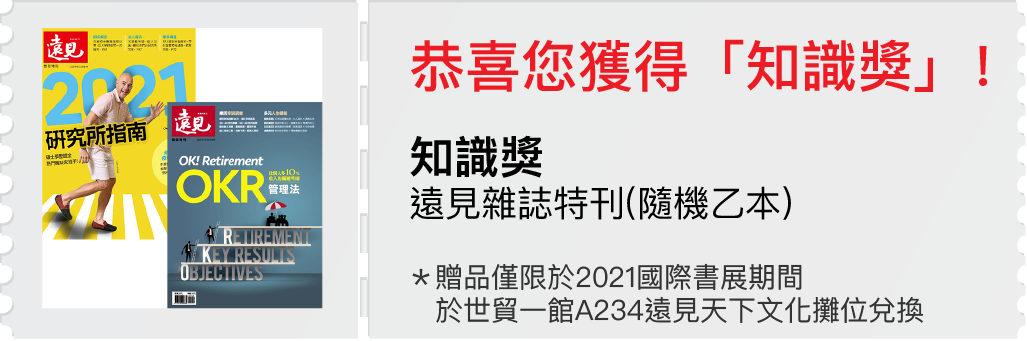 遠見
2021
研究所指南
遠見
OK! Retirement
OKR
管理法
RETIREMENT
KEY RESULTS
OBJECTIVES
恭喜您獲得「知識獎」!
知識獎
遠見雜誌特刊(隨機乙本)
＊贈品僅限於2021國際書展期間
於世貿一館A234遠見天下文化攤位兌換